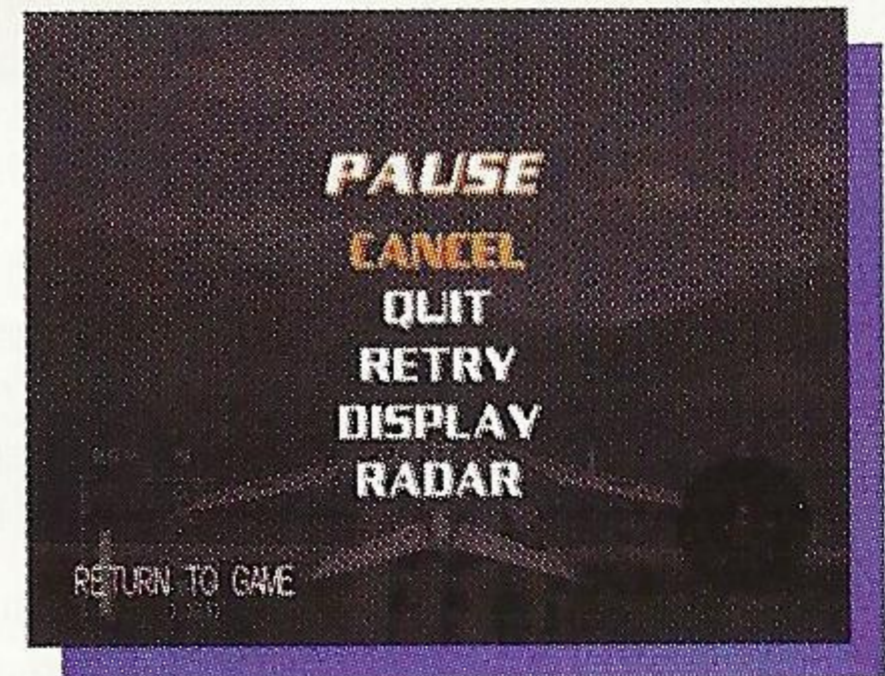 PAUSE
CANCEL
QUIT
RETRY
DISPLAY
RADAR
RETURN TO GAME